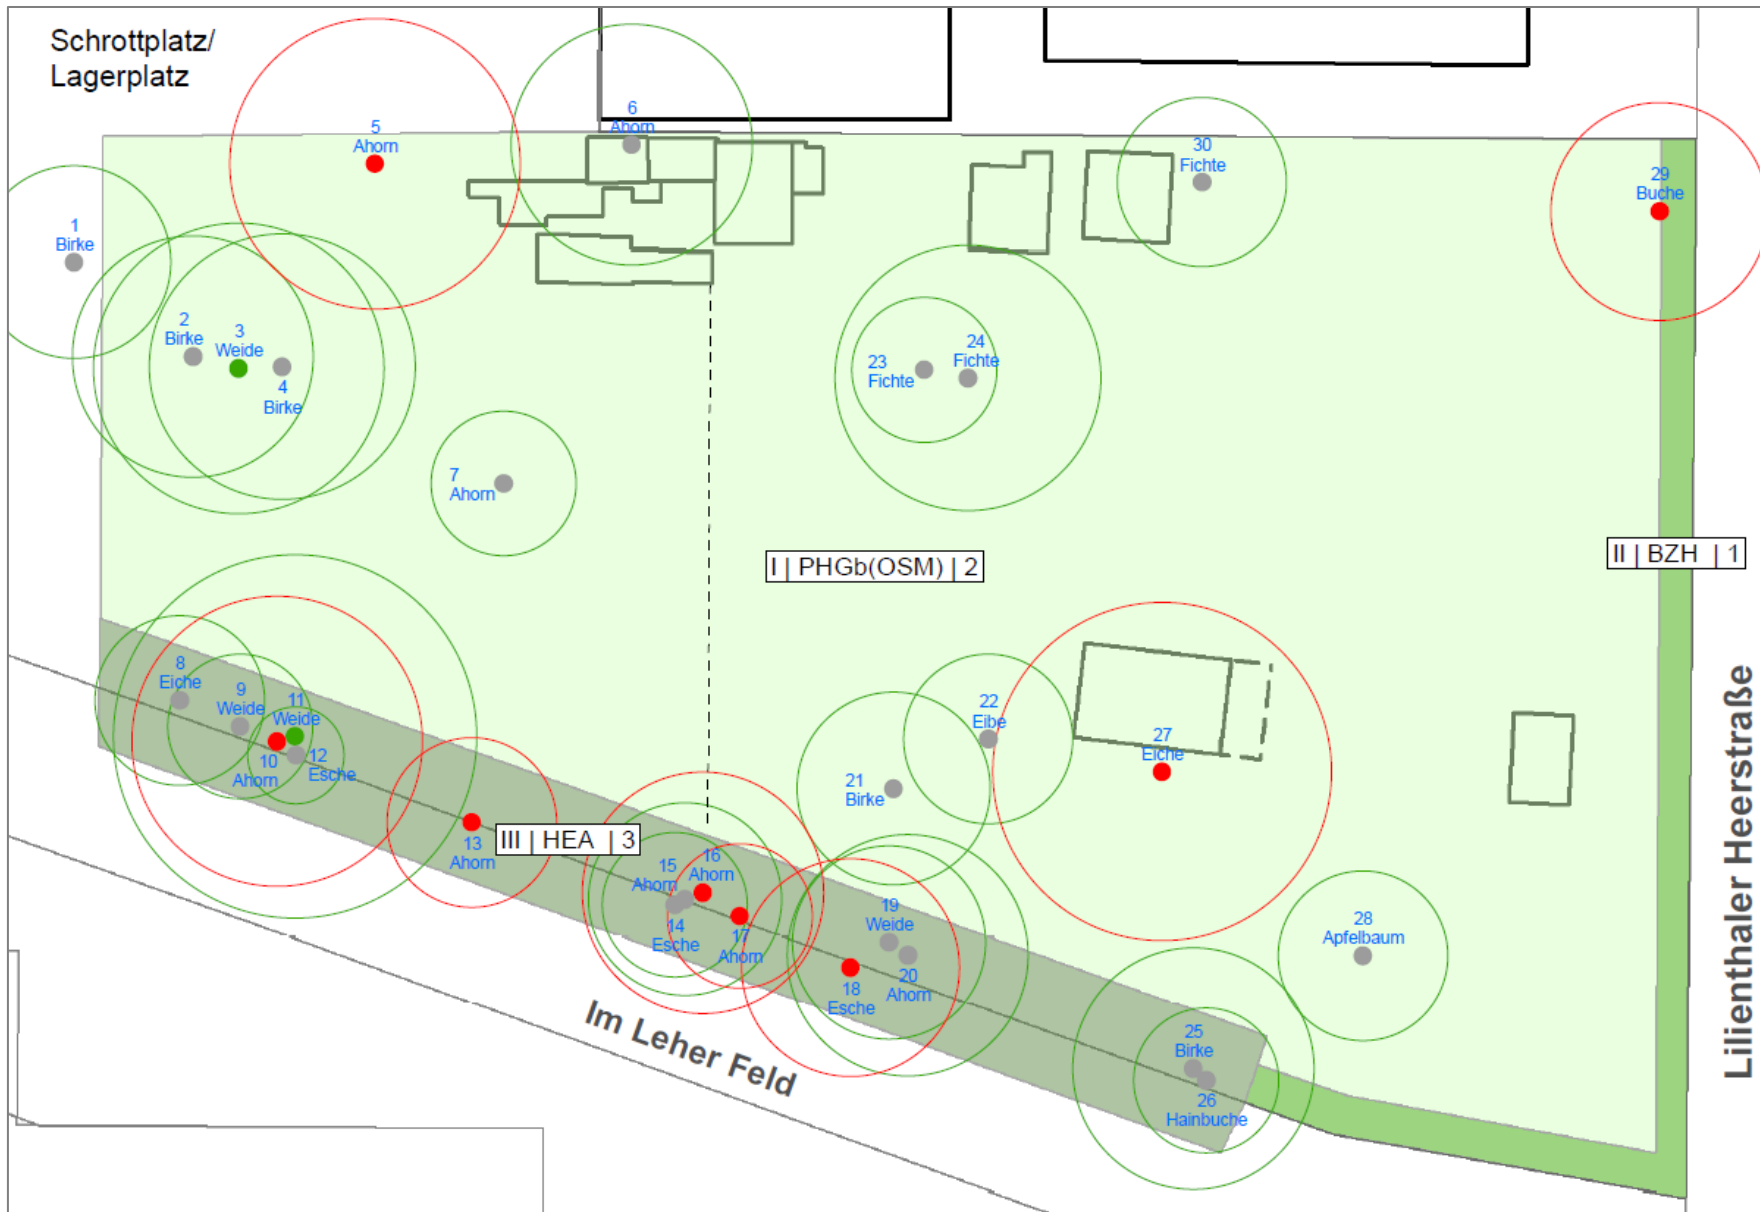 Schrottplatz/
Lagerplatz
5
Ahorn
6
Ahorn
30
Fichte
29
Buche
1
Birke
2
Birke
3
Weide
4
Birke
23
Fichte
24
Fichte
7
Ahorn
I | PHGb(OSM) | 2
II | BZH | 1
8
Eiche
9
Weide
11
Weide
10
Ahorn
12
Esche
22
Eibe
27
Eiche
21
Birke
13
Ahorn
III | HEA | 3
15
Ahorn
16
Ahorn
14
Esche
17
Ahorn
19
Weide
18
Esche
20
Ahorn
28
Apfelbaum
25
Birke
26
Hainbuche
Im Leher Feld
Lilienthaler Heerstraße